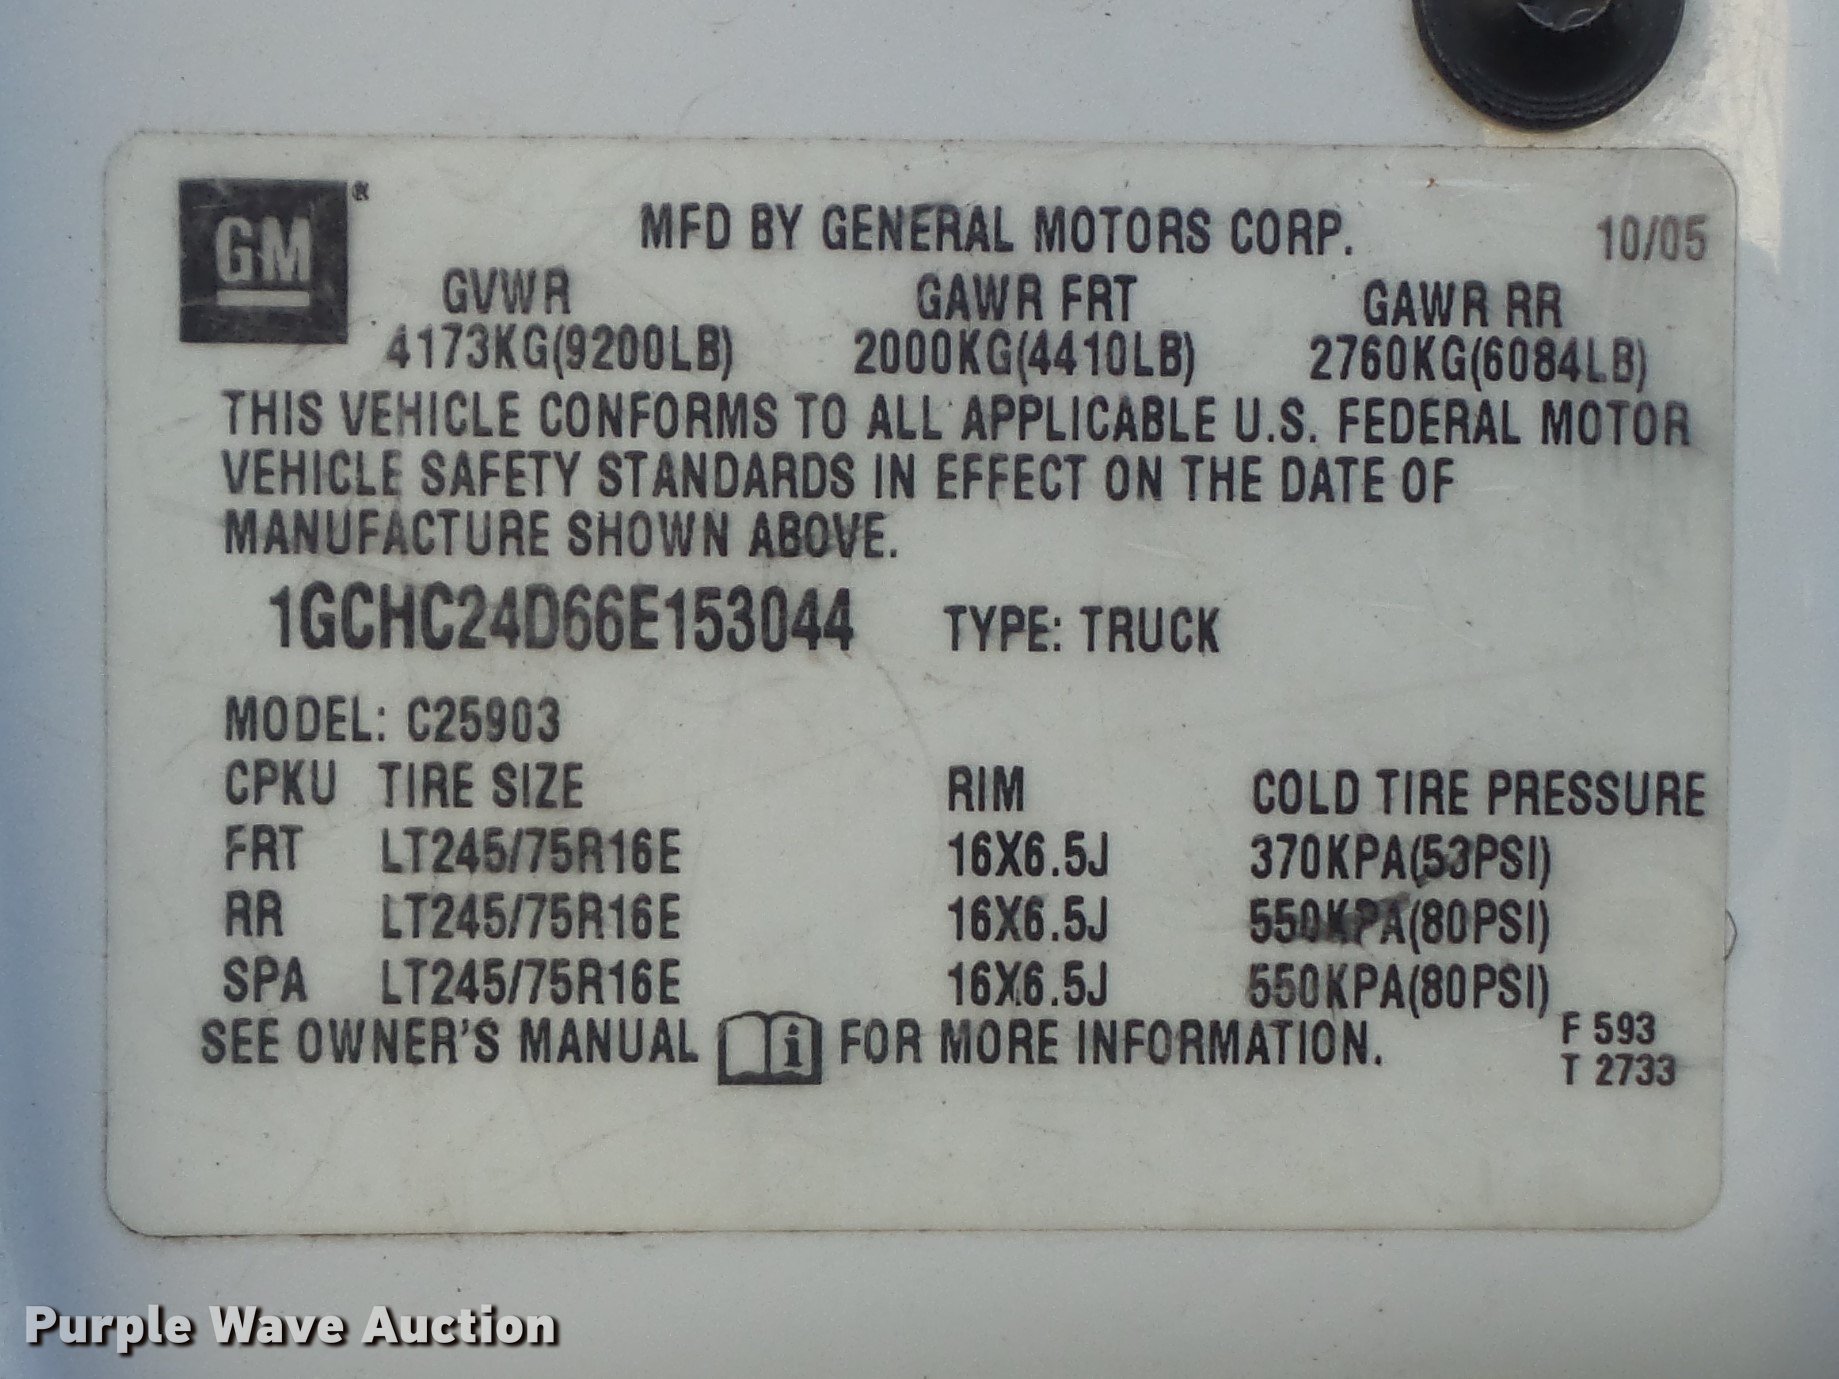 GM®
MFD BY GENERAL MOTORS CORP. 10/05
GVWR GAWR FRT GAWR RR
4173KG(9200LB) 2000KG(4410LB) 2760KG(6084LB)
THIS VEHICLE CONFORMS TO ALL APPLICABLE U.S. FEDERAL MOTOR
VEHICLE SAFETY STANDARDS IN EFFECT ON THE DATE OF
MANUFACTURE SHOWN ABOVE.
1GCHC24D66E153044 TYPE: TRUCK
MODEL: C25903
CPKU TIRE SIZE RIM COLD TIRE PRESSURE
FRT LT245/75R16E 16X6.5J 370KPA(53PSI)
RR LT245/75R16E 16X6.5J 550KPA(80PSI)
SPA LT245/75R16E 16X6.5J 550KPA(80PSI)
SEE OWNER'S MANUAL i FOR MORE INFORMATION.
F 593
T 2733
Purple Wave Auction